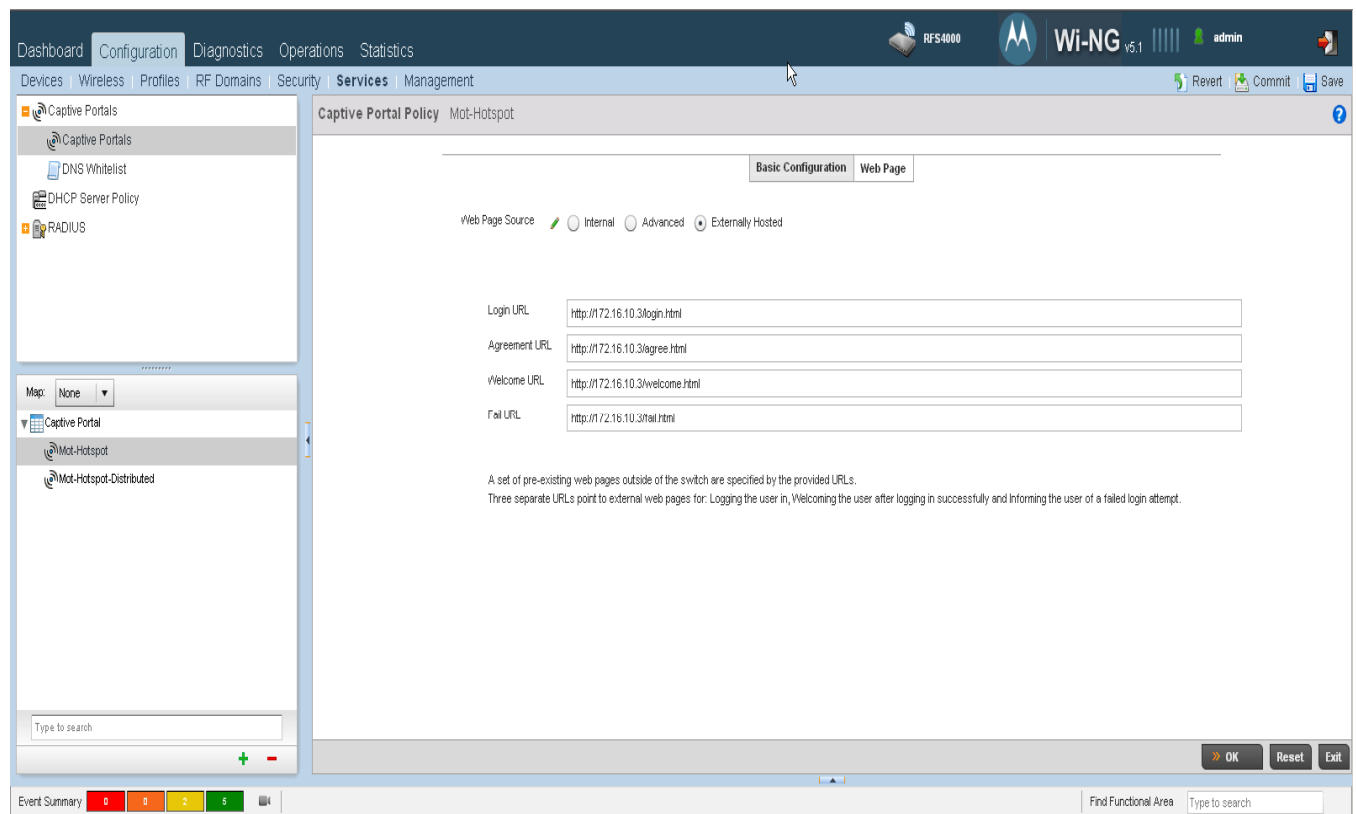 Dashboard Configuration Diagnostics Operations Statistics RFS4000 Wi-NG v5.1 admin
Devices Wireless Profiles RF Domains Security Services Management Revert Commit Save
Captive Portals
Captive Portals
DNS Whitelist
DHCP Server Policy
RADIUS
Map: None
Captive Portal
Mot-Hotspot
Mot-Hotspot-Distributed
Type to search
Captive Portal Policy Mot-Hotspot
Basic Configuration Web Page
Web Page Source Internal Advanced Externally Hosted
Login URL http://172.16.10.3/login.html
Agreement URL http://172.16.10.3/agree.html
Welcome URL http://172.16.10.3/welcome.html
Fail URL http://172.16.10.3/fail.html
A set of pre-existing web pages outside of the switch are specified by the provided URLs.
Three separate URLs point to external web pages for: Logging the user in, Welcoming the user after logging in successfully and Informing the user of a failed login attempt.
OK Reset Exit
Event Summary 0 0 2 5 Find Functional Area Type to search